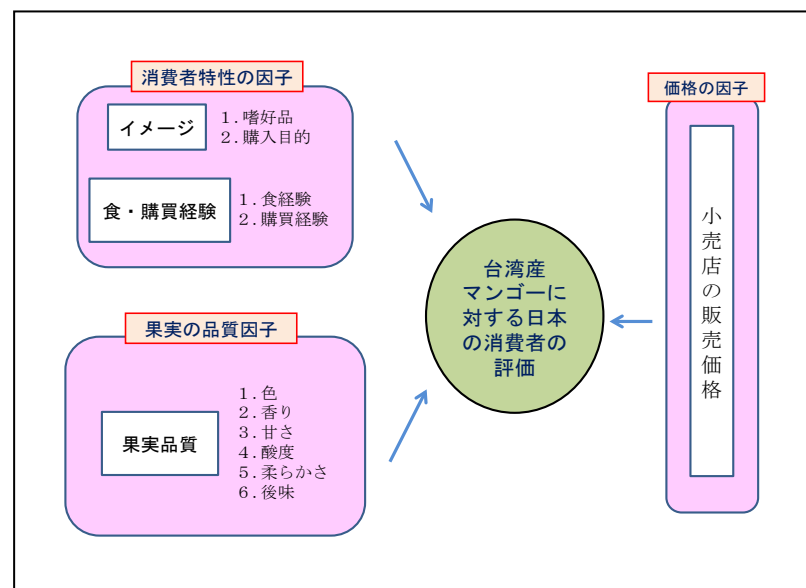 消費者特性の因子
イメージ
1.嗜好品
2.購入目的
食・購買経験
1.食経験
2.購買経験
果実の品質因子
果実品質
1.色
2.香り
3.甘さ
4.酸度
5.柔らかさ
6.後味
台湾産
マンゴーに
対する日本
の消費者の
評価
価格の因子
小売店の販売価格